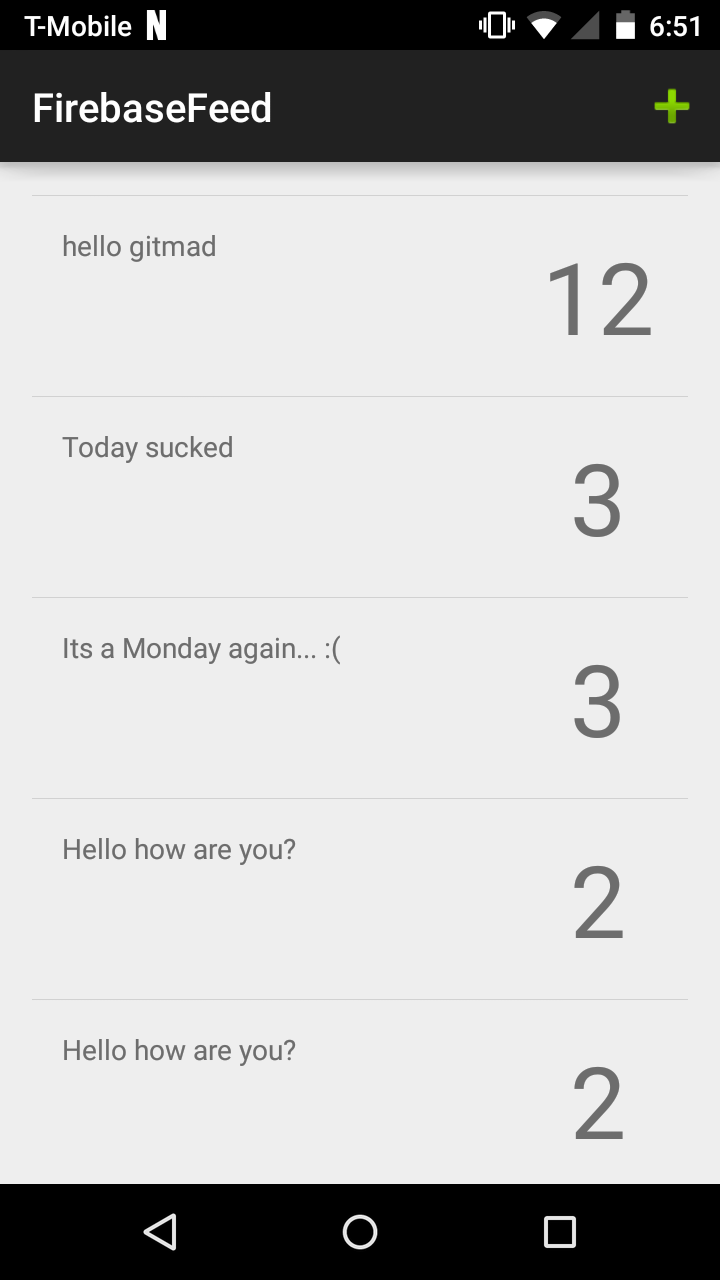 T-Mobile 6:51
FirebaseFeed
hello gitmad
12
Today sucked
3
Its a Monday again... :(
3
Hello how are you?
2
Hello how are you?
2